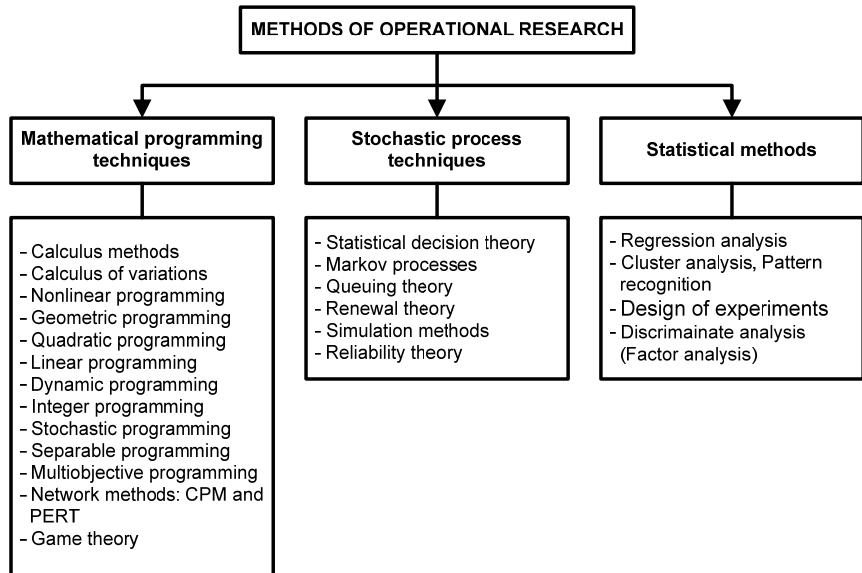 METHODS OF OPERATIONAL RESEARCH
Mathematical programming
techniques
Stochastic process
techniques
Statistical methods
- Calculus methods
- Calculus of variations
- Nonlinear programming
- Geometric programming
- Quadratic programming
- Linear programming
- Dynamic programming
- Integer programming
- Stochastic programming
- Separable programming
- Multiobjective programming
- Network methods: CPM and
PERT
- Game theory
- Statistical decision theory
- Markov processes
- Queuing theory
- Renewal theory
- Simulation methods
- Reliability theory
- Regression analysis
- Cluster analysis, Pattern
recognition
- Design of experiments
- Discrimainate analysis
(Factor analysis)